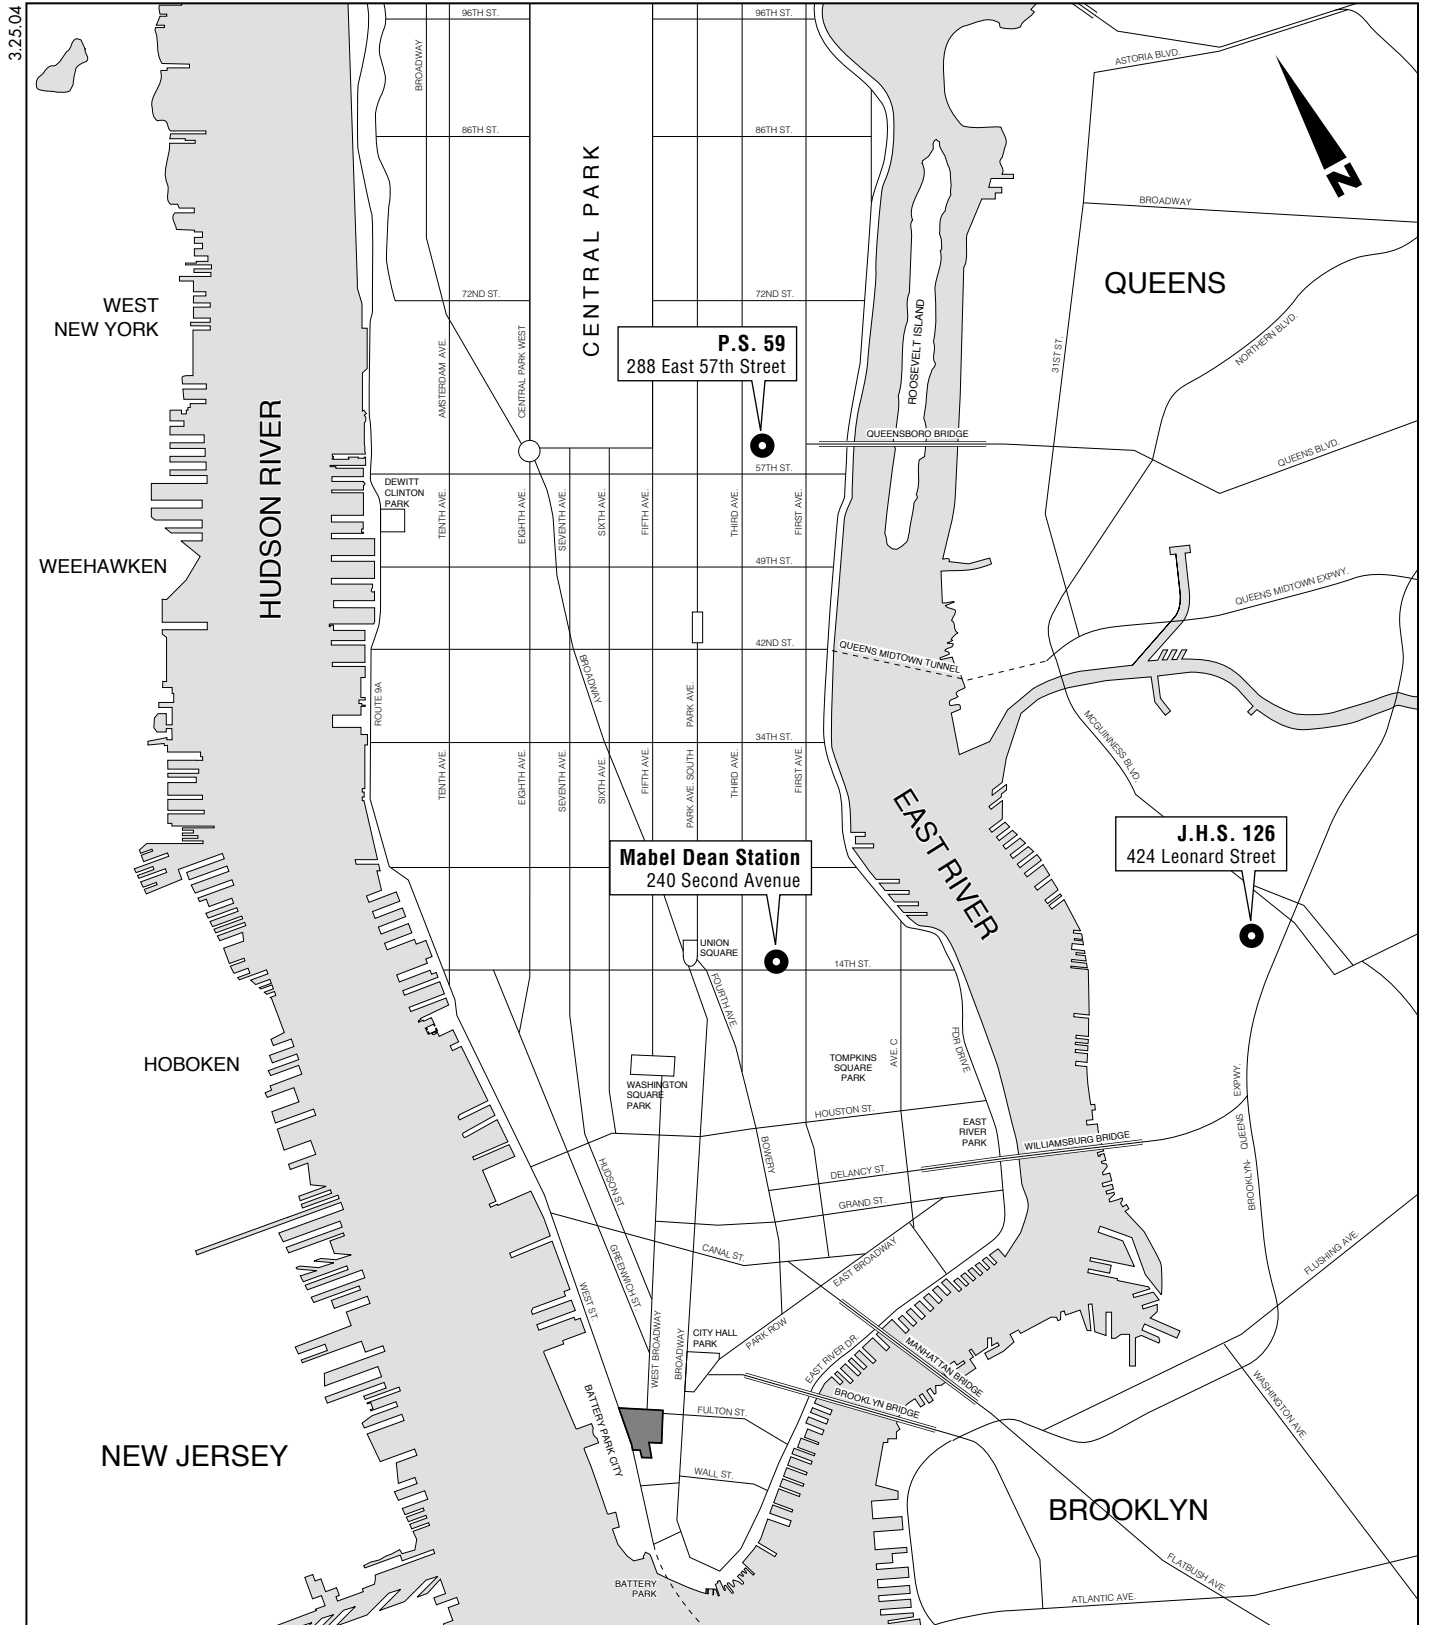 3.25.04
96TH ST.
96TH ST.
BROADWAY
ASTORIA BLVD.
86TH ST.
86TH ST.
CENTRAL PARK
N
BROADWAY
QUEENS
WEST
NEW YORK
72ND ST.
72ND ST.
AMSTERDAM AVE.
CENTRAL PARK WEST
P.S. 59
288 East 57th Street
ROOSEVELT ISLAND
31ST ST.
NORTHERN BLVD.
HUDSON RIVER
QUEENSBORO BRIDGE
QUEENS BLVD.
57TH ST.
DEWITT
CLINTON
PARK
TENTH AVE.
EIGHTH AVE.
SEVENTH AVE.
SIXTH AVE.
FIFTH AVE.
THIRD AVE.
FIRST AVE.
WEEHAWKEN
49TH ST.
QUEENS MIDTOWN EXPWY.
42ND ST.
QUEENS MIDTOWN TUNNEL
BROADWAY
ROUTE 9A
PARK AVE.
MCGUINNESS BLVD.
34TH ST.
TENTH AVE.
EIGHTH AVE.
SEVENTH AVE.
SIXTH AVE.
FIFTH AVE.
PARK AVE. SOUTH
THIRD AVE.
FIRST AVE.
EAST RIVER
J.H.S. 126
424 Leonard Street
Mabel Dean Station
240 Second Avenue
UNION
SQUARE
14TH ST.
FOURTH AVE.
HOBOKEN
WASHINGTON
SQUARE
PARK
TOMPKINS
SQUARE
PARK
AVE. C
FDR DRIVE
HOUSTON ST.
EAST
RIVER
PARK
BROOKLYN- QUEENS EXPWY.
WILLIAMSBURG BRIDGE
BOWERY
HUDSON ST.
DELANCY ST.
GRAND ST.
CANAL ST.
GREENWICH ST.
EAST BROADWAY
FLUSHING AVE.
WEST ST.
WEST BROADWAY
BROADWAY
CITY HALL
PARK
PARK ROW
EAST RIVER DR.
MANHATTAN BRIDGE
BROOKLYN BRIDGE
WASHINGTON AVE.
BATTERY PARK CITY
FULTON ST.
NEW JERSEY
WALL ST.
BROOKLYN
BATTERY
PARK
FLATBUSH AVE.
ATLANTIC AVE.